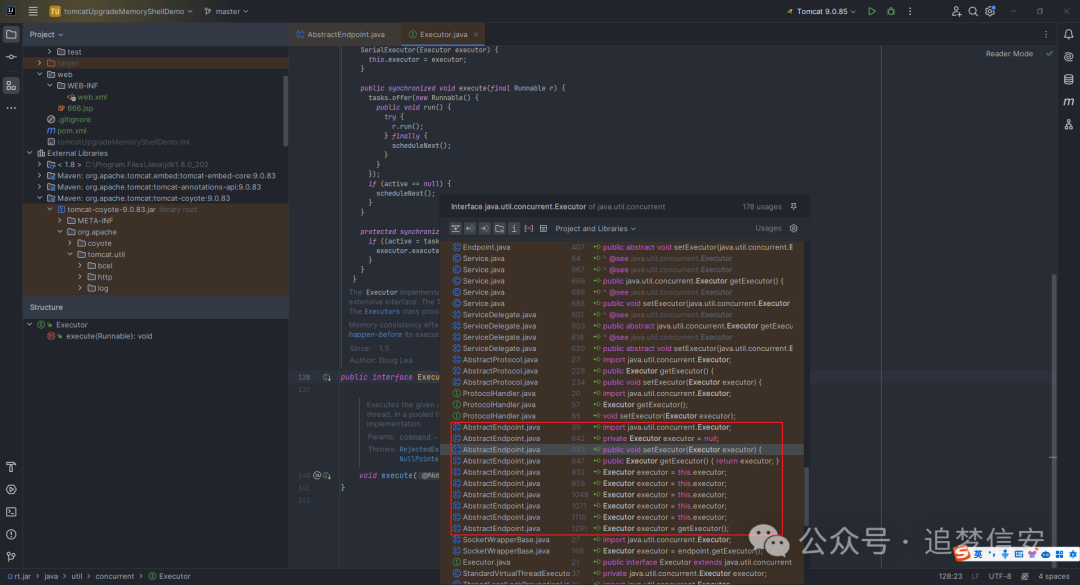 TU tomcatUpgradeMemoryShellDemo master Tomcat 9.0.85
Project
test
target
web
WEB-INF
web.xml
666.jsp
.gitignore
pom.xml
tomcatUpgradeMemoryShellDemo.iml
External Libraries
< 1.8 > C:\Program Files\Java\jdk1.8.0_202
Maven: org.apache.tomcat.embed:tomcat-embed-core:9.0.83
Maven: org.apache.tomcat:tomcat-annotations-api:9.0.83
Maven: org.apache.tomcat:tomcat-coyote:9.0.83
tomcat-coyote-9.0.83.jar library root
META-INF
org.apache
coyote
tomcat.util
bcel
http
log
Structure
Executor
execute(Runnable): void
AbstractEndpoint.java Executor.java
Reader Mode
SerialExecutor(Executor executor) {
this.executor = executor;
}
public synchronized void execute(final Runnable r) {
tasks.offer(new Runnable() {
public void run() {
try {
r.run();
} finally {
scheduleNext();
}
}
});
if (active == null) {
scheduleNext();
}
}
protected synchroniz
if ((active = task
executor.execute
}
}
}
The Executor implementa
extensive interface. The T
The Executors class provi
Memory consistency effe
happen-before its execut
Since: 1.5
Author: Doug Lea
128 public interface Execu
129
Executes the given c
thread, in a pooled t
implementation.
Params: command –
Throws: RejectedEx
NullPointe
140 void execute( @Not
141 }
142
Interface java.util.concurrent.Executor of java.util.concurrent 178 usages
Project and Libraries Usages
Endpoint.java 407 public abstract void setExecutor(java.util.concurrent.E
Service.java 64 * @see java.util.concurrent.Executor
Service.java 667 * @see java.util.concurrent.Executor
Service.java 669 public java.util.concurrent.Executor getExecutor() {
Service.java 686 * @see java.util.concurrent.Executor
Service.java 688 public void setExecutor(java.util.concurrent.Executor
ServiceDelegate.java 601 * @see java.util.concurrent.Executor
ServiceDelegate.java 603 public abstract java.util.concurrent.Executor getExecu
ServiceDelegate.java 618 * @see java.util.concurrent.Executor
ServiceDelegate.java 620 public abstract void setExecutor(java.util.concurrent.E
AbstractProtocol.java 27 import java.util.concurrent.Executor;
AbstractProtocol.java 229 public Executor getExecutor() {
AbstractProtocol.java 234 public void setExecutor(Executor executor) {
ProtocolHandler.java 20 import java.util.concurrent.Executor;
ProtocolHandler.java 57 Executor getExecutor();
ProtocolHandler.java 65 void setExecutor(Executor executor);
AbstractEndpoint.java 39 import java.util.concurrent.Executor;
AbstractEndpoint.java 642 private Executor executor = null;
AbstractEndpoint.java 643 public void setExecutor(Executor executor) {
AbstractEndpoint.java 647 public Executor getExecutor() { return executor; }
AbstractEndpoint.java 832 Executor executor = this.executor;
AbstractEndpoint.java 859 Executor executor = this.executor;
AbstractEndpoint.java 1049 Executor executor = this.executor;
AbstractEndpoint.java 1071 Executor executor = this.executor;
AbstractEndpoint.java 1110 Executor executor = this.executor;
AbstractEndpoint.java 1291 Executor executor = getExecutor();
SocketWrapperBase.java 27 import java.util.concurrent.Executor;
SocketWrapperBase.java 168 Executor executor = endpoint.getExecutor();
Executor.java 21 public interface Executor extends java.util.concurrent
StandardVirtualThreadExecuto 37 private java.util.concurrent.Executor executor;
公众号 · 追梦信安
英
rt.jar java util concurrent Executor 128:23 LF UTF-8 4 spaces